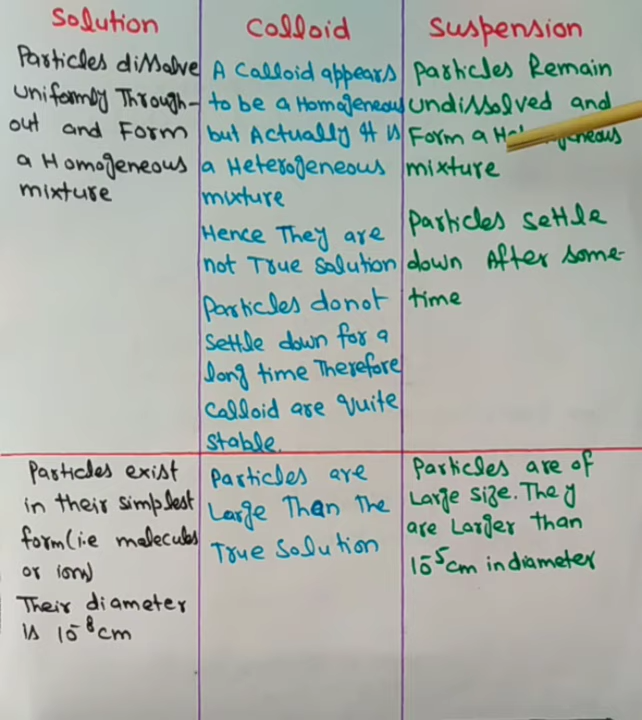 Solution
Particles dissolve
uniformly Through-
out and Form
a Homogeneous
mixture
Colloid
A Colloid appears
to be a Homogeneous
but Actually It is
a Heterogeneous
mixture
Hence They are
not True solution
Particles donot
Settle down for a
long time Therefore
Colloid are Quite
stable.
Suspension
Particles Remain
undissolved and
Form a
mixture
Particles settle
down After some-
time
Particles exist
in their simplest
form (i.e molecules
or ions)
Their diameter
is 10⁻⁸cm
Particles are
Large Than The
True Solution
Particles are of
Large size. They
are Larger than
10⁻⁵cm in diameter